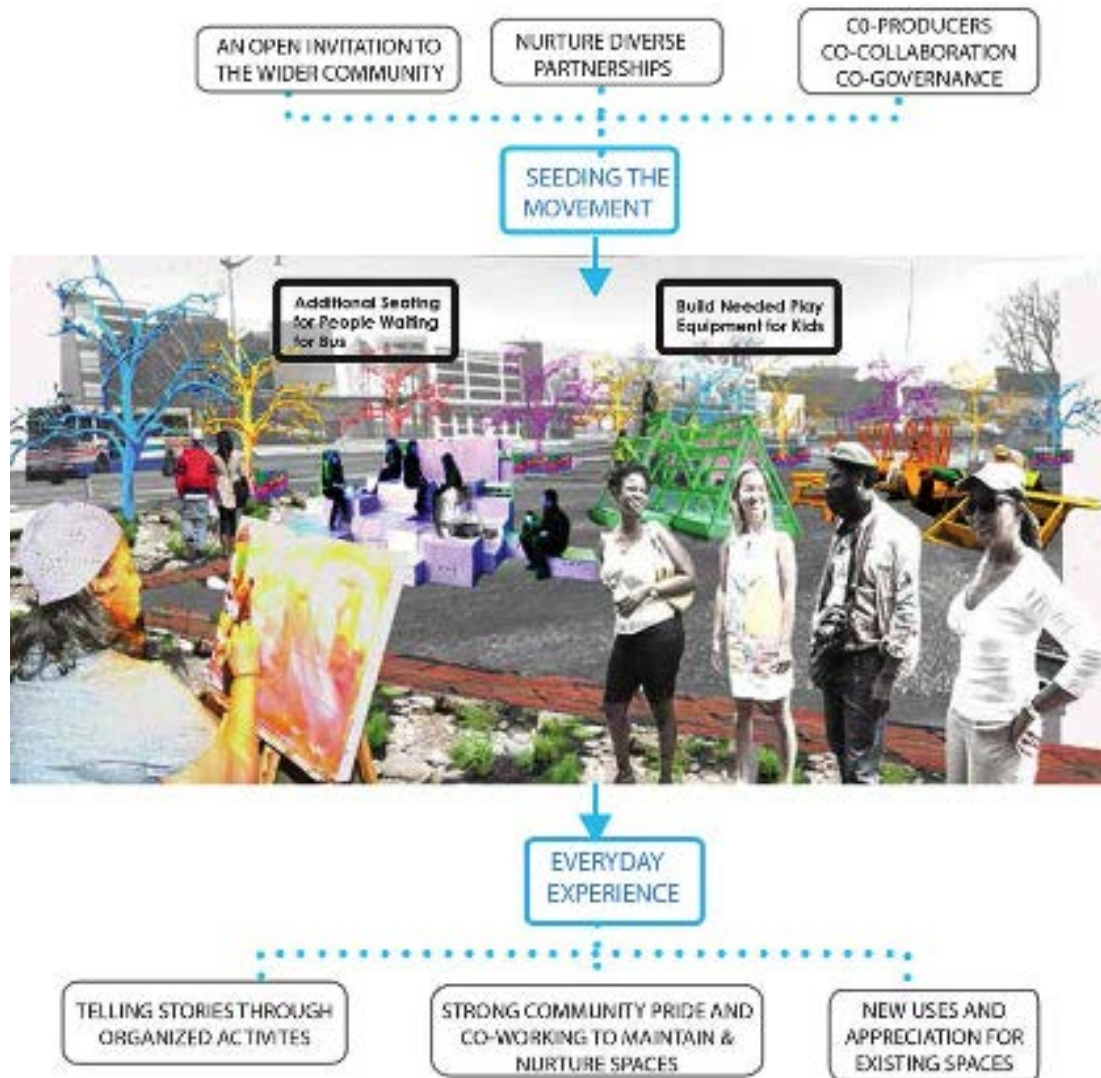 AN OPEN INVITATION TO
THE WIDER COMMUNITY
NURTURE DIVERSE
PARTNERSHIPS
C0-PRODUCERS
CO-COLLABORATION
CO-GOVERNANCE
SEEDING THE
MOVEMENT
Additional Seating
for People Waiting
for Bus
Build Needed Play
Equipment for Kids
EVERYDAY
EXPERIENCE
TELLING STORIES THROUGH
ORGANIZED ACTIVITES
STRONG COMMUNITY PRIDE AND
CO-WORKING TO MAINTAIN &
NURTURE SPACES
NEW USES AND
APPRECIATION FOR
EXISTING SPACES